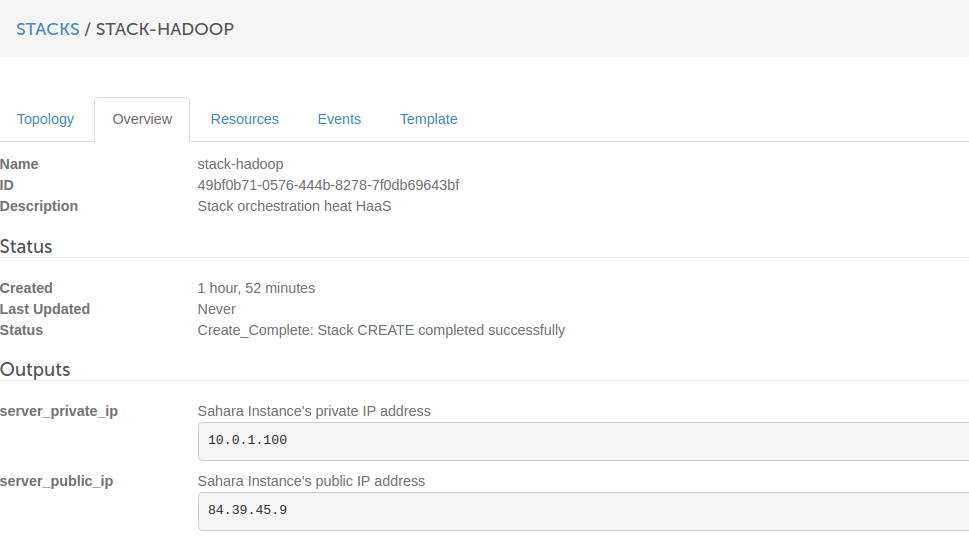 STACKS / STACK-HADOOP
Topology Overview Resources Events Template
Name stack-hadoop
ID 49bf0b71-0576-444b-8278-7f0db69643bf
Description Stack orchestration heat HaaS
Status
Created 1 hour, 52 minutes
Last Updated Never
Status Create_Complete: Stack CREATE completed successfully
Outputs
server_private_ip Sahara Instance's private IP address
10.0.1.100
server_public_ip Sahara Instance's public IP address
84.39.45.9